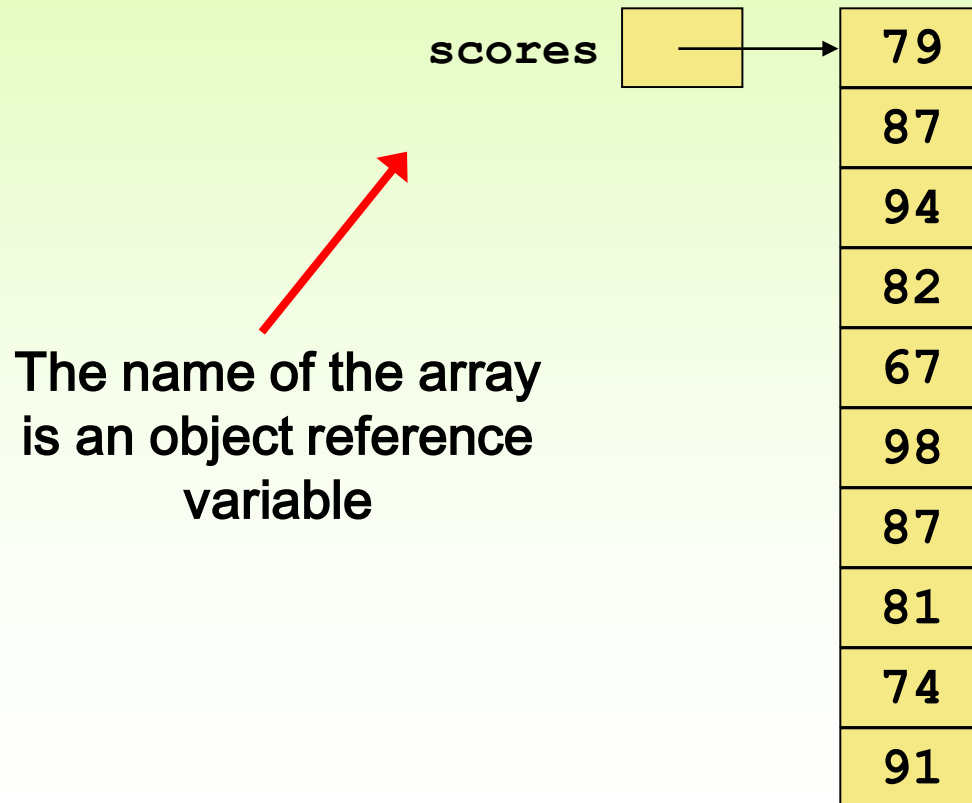 scores
79
87
94
82
67
98
87
81
74
91
The name of the array
is an object reference
variable